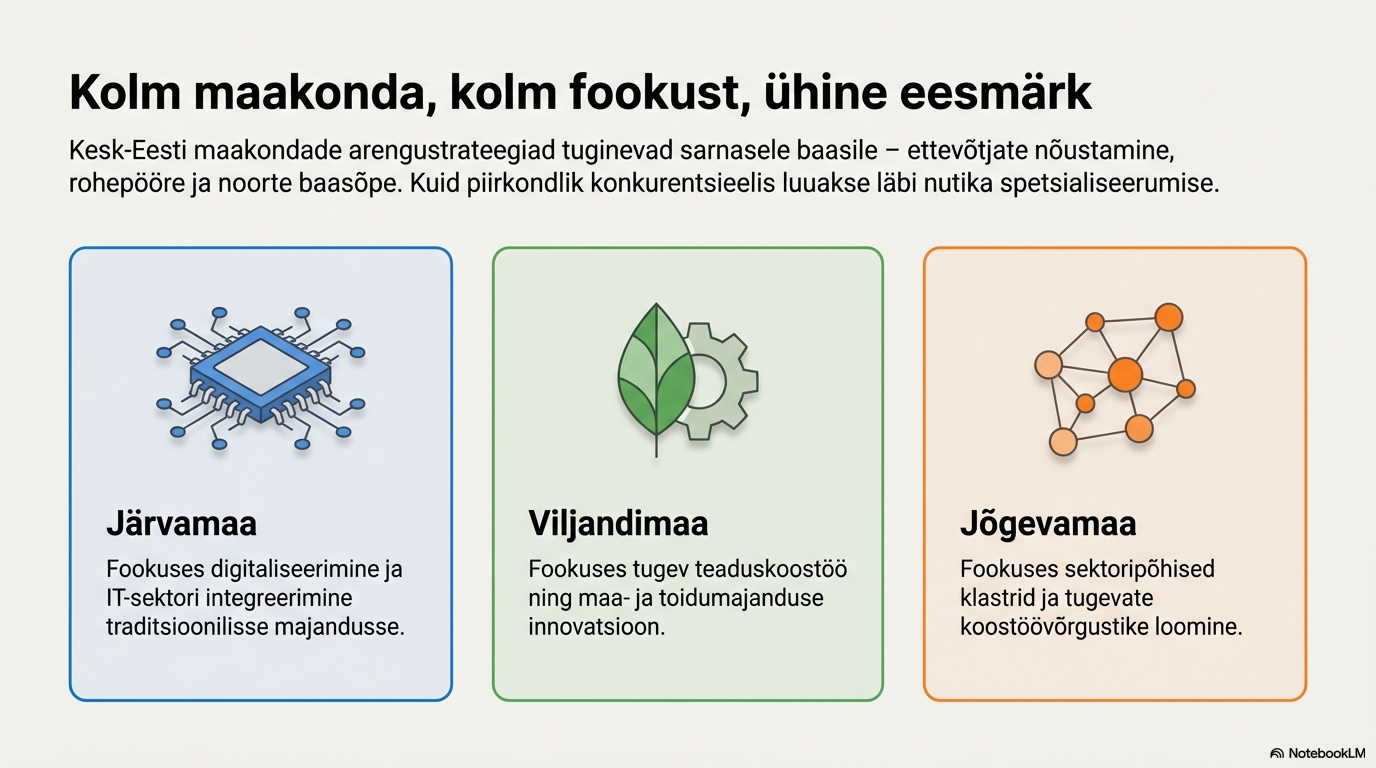 Kolm maakonda, kolm fookust, ühine eesmärk
Kesk-Eesti maakondade arengustrateegiad tuginevad sarnasele baasile – ettevõtjate nõustamine,
rohepööre ja noorte baasõpe. Kuid piirkondlik konkurentsieelis luuakse läbi nutika spetsialiseerumise.
Järvamaa
Fookuses digitaliseerimine ja
IT-sektori integreerimine
traditsioonilisse majandusse.
Viljandimaa
Fookuses tugev teaduskoostöö
ning maa- ja toidumajanduse
innovatsioon.
Jõgevamaa
Fookuses sektoripõhised
klastrid ja tugevate
koostöövõrgustike loomine.
NotebookLM